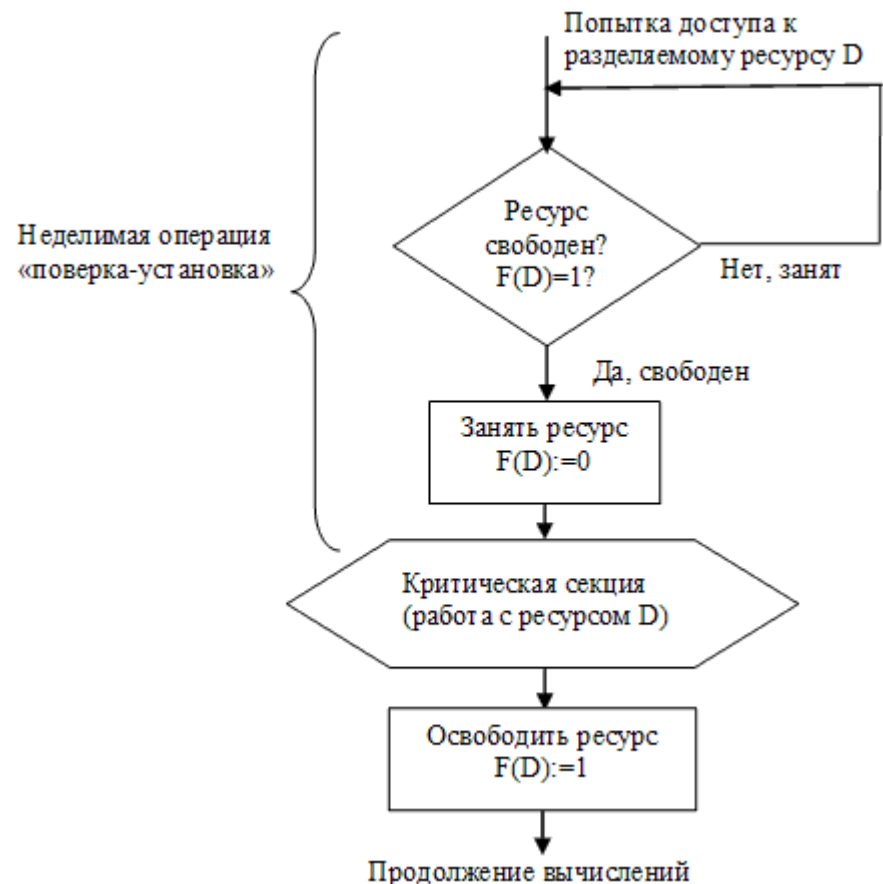 Попытка доступа к
разделяемому ресурсу D
Неделимая операция
«поверка-установка»
Ресурс
свободен?
F(D)=1?
Нет, занят
Да, свободен
Занять ресурс
F(D):=0
Критическая секция
(работа с ресурсом D)
Освободить ресурс
F(D):=1
Продолжение вычислений